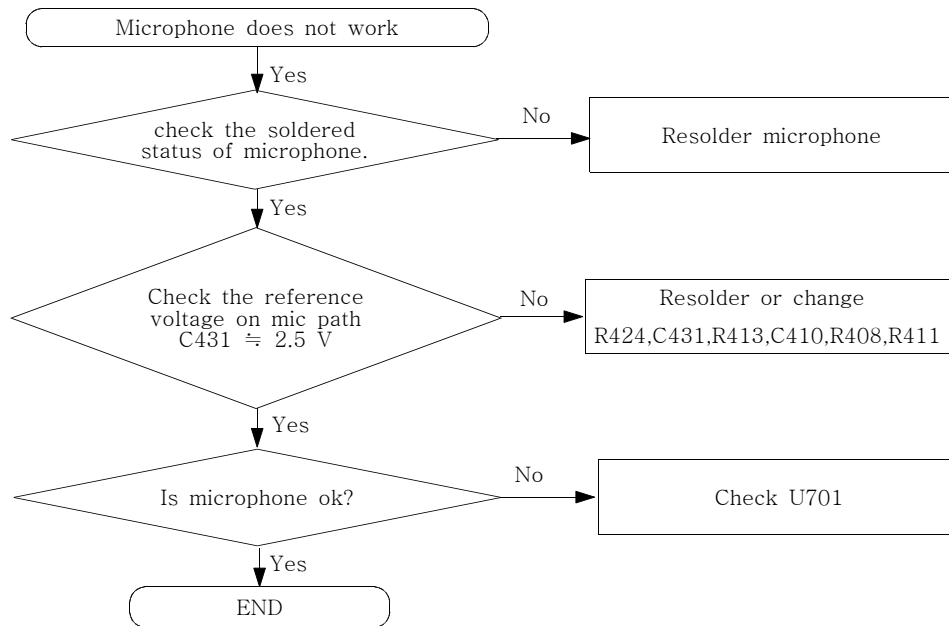 Microphone does not work
Yes
check the soldered
status of microphone.
No
Resolder microphone
Yes
Check the reference
voltage on mic path
C431 ≒ 2.5 V
No
Resolder or change
R424,C431,R413,C410,R408,R411
Yes
Is microphone ok?
No
Check U701
Yes
END